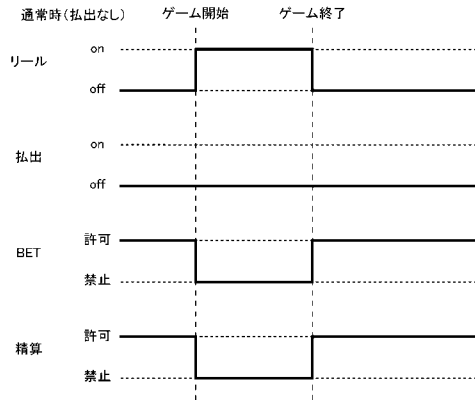 通常時(払出なし)
ゲーム開始
ゲーム終了
リール
on
off
払出
on
off
BET
許可
禁止
精算
許可
禁止